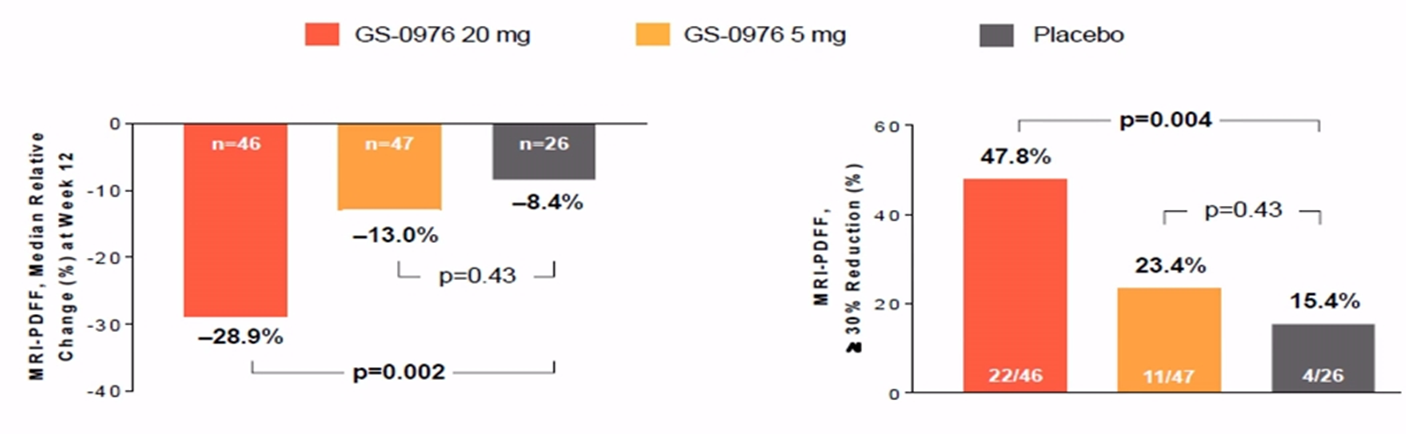 GS-0976 20 mg
GS-0976 5 mg
Placebo
MRI-PDFF, Median Relative
Change (%) at Week 12
0
-10
-20
-30
-40
n=46
n=47
n=26
–8.4%
–13.0%
p=0.43
–28.9%
p=0.002
MRI-PDFF,
30% Reduction (%)
60
40
20
0
p=0.004
47.8%
p=0.43
23.4%
15.4%
22/46
11/47
4/26